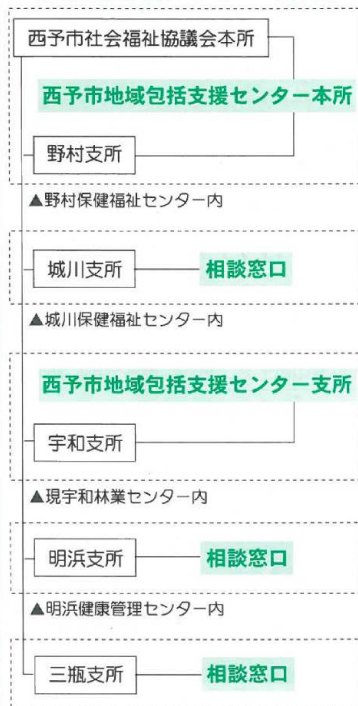 西予市社会福祉協議会本所
西予市地域包括支援センター本所
野村支所
▲野村保健福祉センター内
城川支所
相談窓口
▲城川保健福祉センター内
西予市地域包括支援センター支所
宇和支所
▲現宇和林業センター内
明浜支所
相談窓口
▲明浜健康管理センター内
三瓶支所
相談窓口